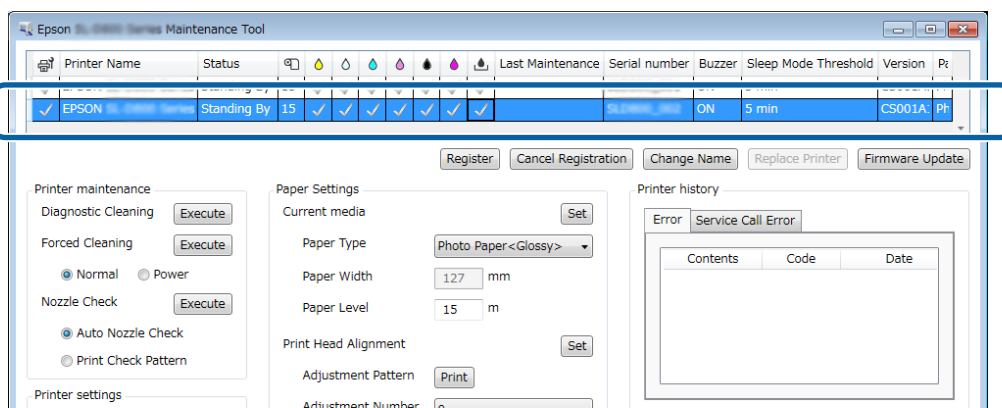 Epson Maintenance Tool
Printer Name Status Last Maintenance Serial number Buzzer Sleep Mode Threshold Version Pa
EPSON Standing By 15 ON 5 min CS001A: Ph
Register Cancel Registration Change Name Replace Printer Firmware Update
Printer maintenance
Diagnostic Cleaning Execute
Forced Cleaning Execute
Normal Power
Nozzle Check Execute
Auto Nozzle Check
Print Check Pattern
Printer settings
Paper Settings
Current media Set
Paper Type Photo Paper<Glossy>
Paper Width 127 mm
Paper Level 15 m
Print Head Alignment Set
Adjustment Pattern Print
Adjustment Number
Printer history
Error Service Call Error
Contents Code Date